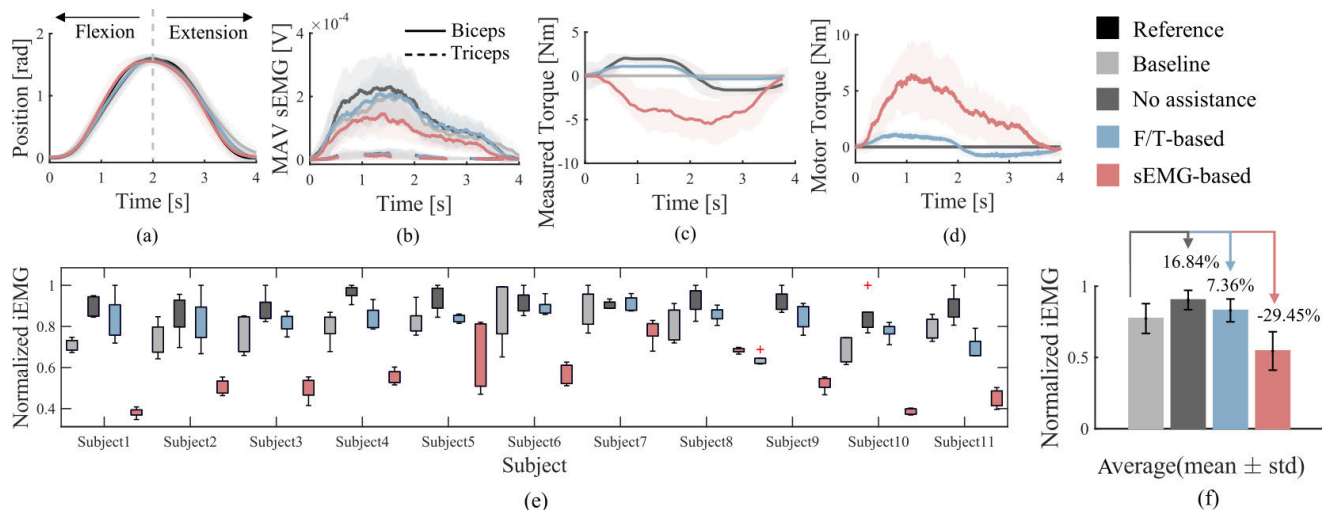 Flexion Extension
Position [rad]
2
1
0
0 1 2 3 4
Time [s]
(a)
×10⁻⁴
MAV sEMG [V]
4
2
0
Biceps
Triceps
0 1 2 3 4
Time [s]
(b)
Measured Torque [Nm]
5
0
-5
-10
0 1 2 3 4
Time [s]
(c)
Motor Torque [Nm]
10
5
0
0 1 2 3 4
Time [s]
(d)
Reference
Baseline
No assistance
F/T-based
sEMG-based
Normalized iEMG
1
0.8
0.6
0.4
Subject1 Subject2 Subject3 Subject4 Subject5 Subject6 Subject7 Subject8 Subject9 Subject10 Subject11
Subject
(e)
Normalized iEMG
1
0.5
0
16.84%
7.36%
-29.45%
Average(mean ± std)
(f)